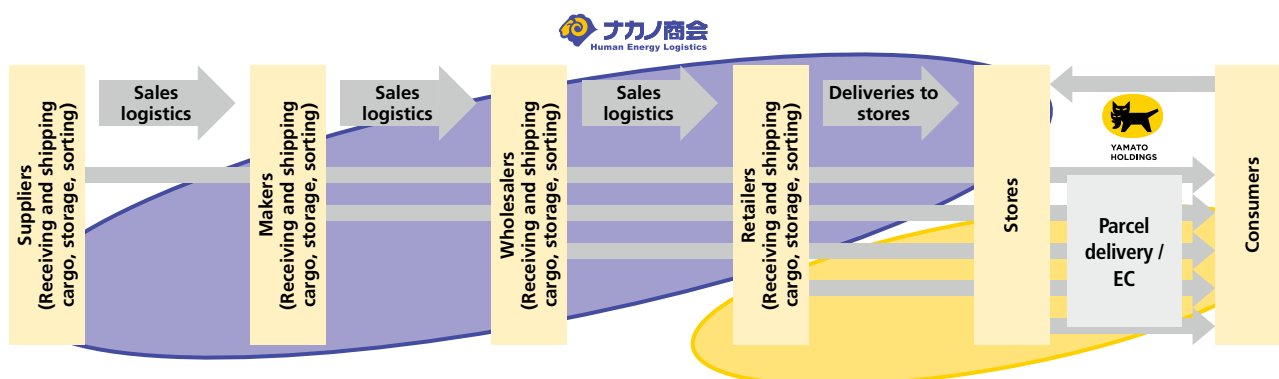 ナカノ商会
Human Energy Logistics
Suppliers
(Receiving and shipping
cargo, storage, sorting)
Sales
logistics
Makers
(Receiving and shipping
cargo, storage, sorting)
Sales
logistics
Wholesalers
(Receiving and shipping
cargo, storage, sorting)
Sales
logistics
Retailers
(Receiving and shipping
cargo, storage, sorting)
Deliveries to
stores
Stores
YAMATO
HOLDINGS
Parcel
delivery /
EC
Consumers